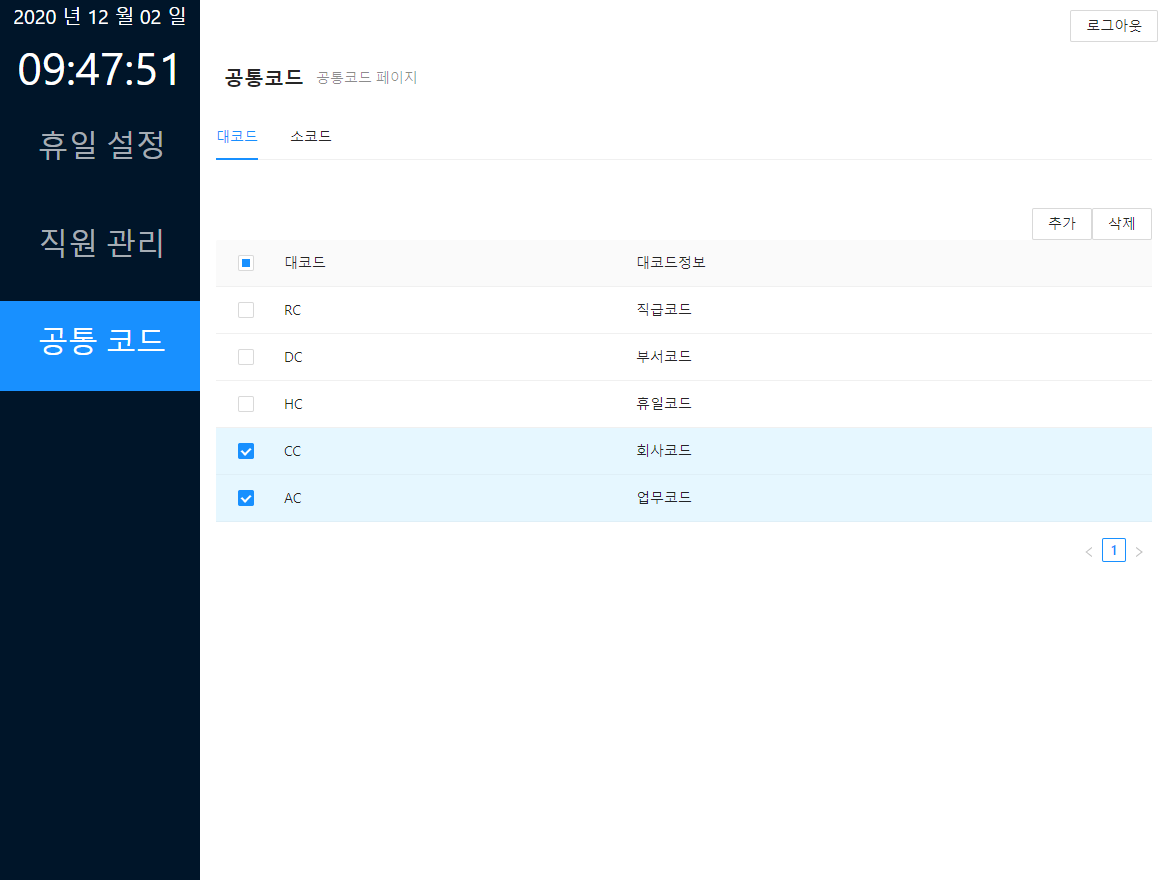 2020 년 12 월 02 일
09:47:51
휴일 설정
직원 관리
공통 코드
로그아웃
공통코드 공통코드 페이지
대코드 소코드
추가 삭제
대코드 대코드정보
RC 직급코드
DC 부서코드
HC 휴일코드
CC 회사코드
AC 업무코드
< 1 >